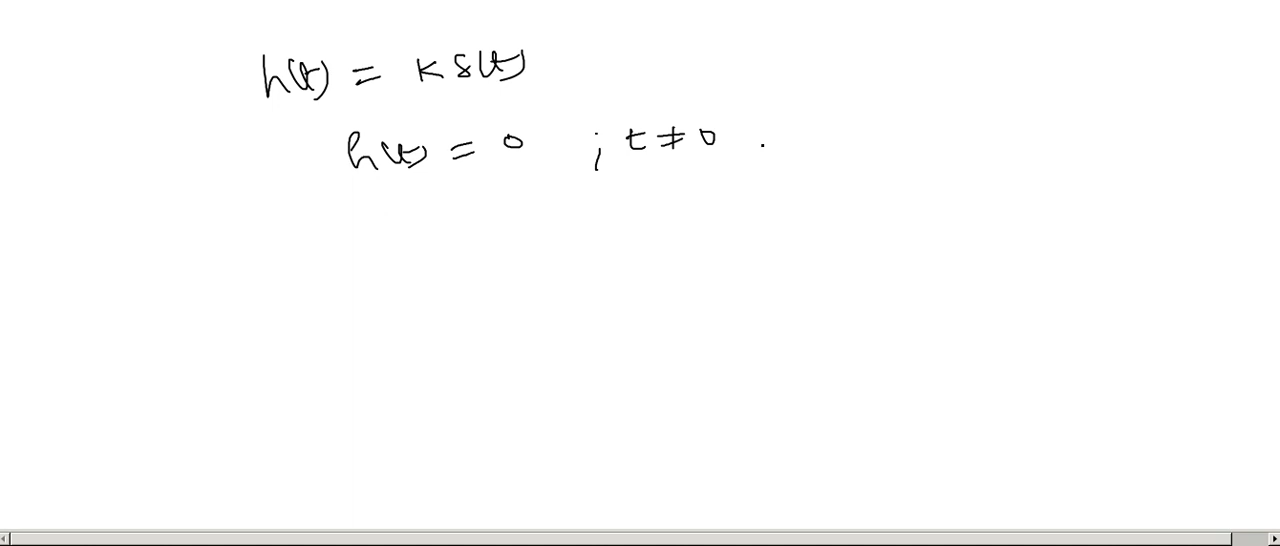 h(t) = K δ(t)
h(t) = 0 ; t ≠ 0 .